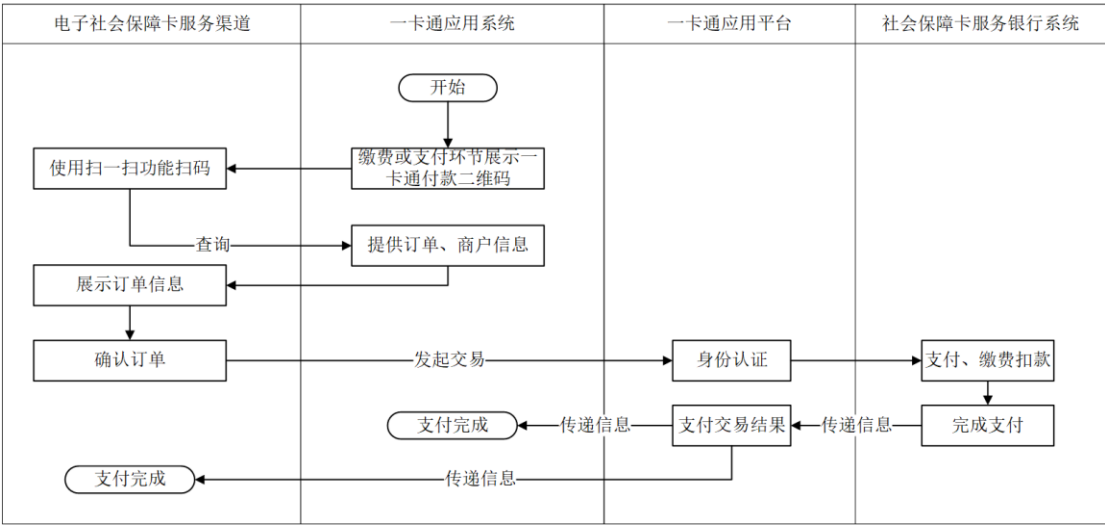 电子社会保障卡服务渠道
一卡通应用系统
一卡通应用平台
社会保障卡服务银行系统
开始
使用扫一扫功能扫码
缴费或支付环节展示一
卡通付款二维码
查询
提供订单、商户信息
展示订单信息
确认订单
发起交易
身份认证
支付、缴费扣款
支付完成
传递信息
支付交易结果
传递信息
完成支付
支付完成
传递信息